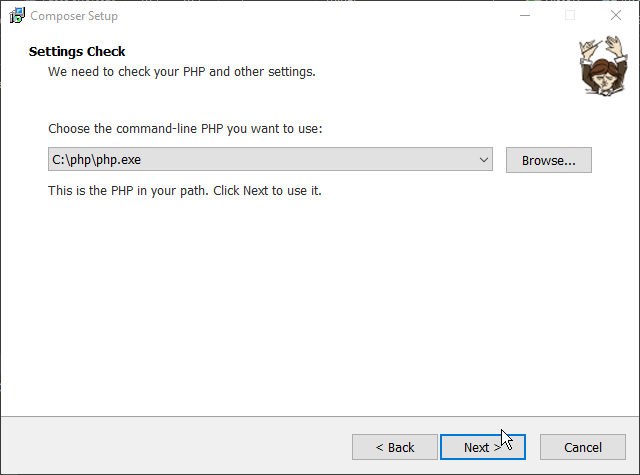 Composer Setup
Settings Check
We need to check your PHP and other settings.
Choose the command-line PHP you want to use:
C:\php\php.exe
Browse...
This is the PHP in your path. Click Next to use it.
< Back
Next >
Cancel